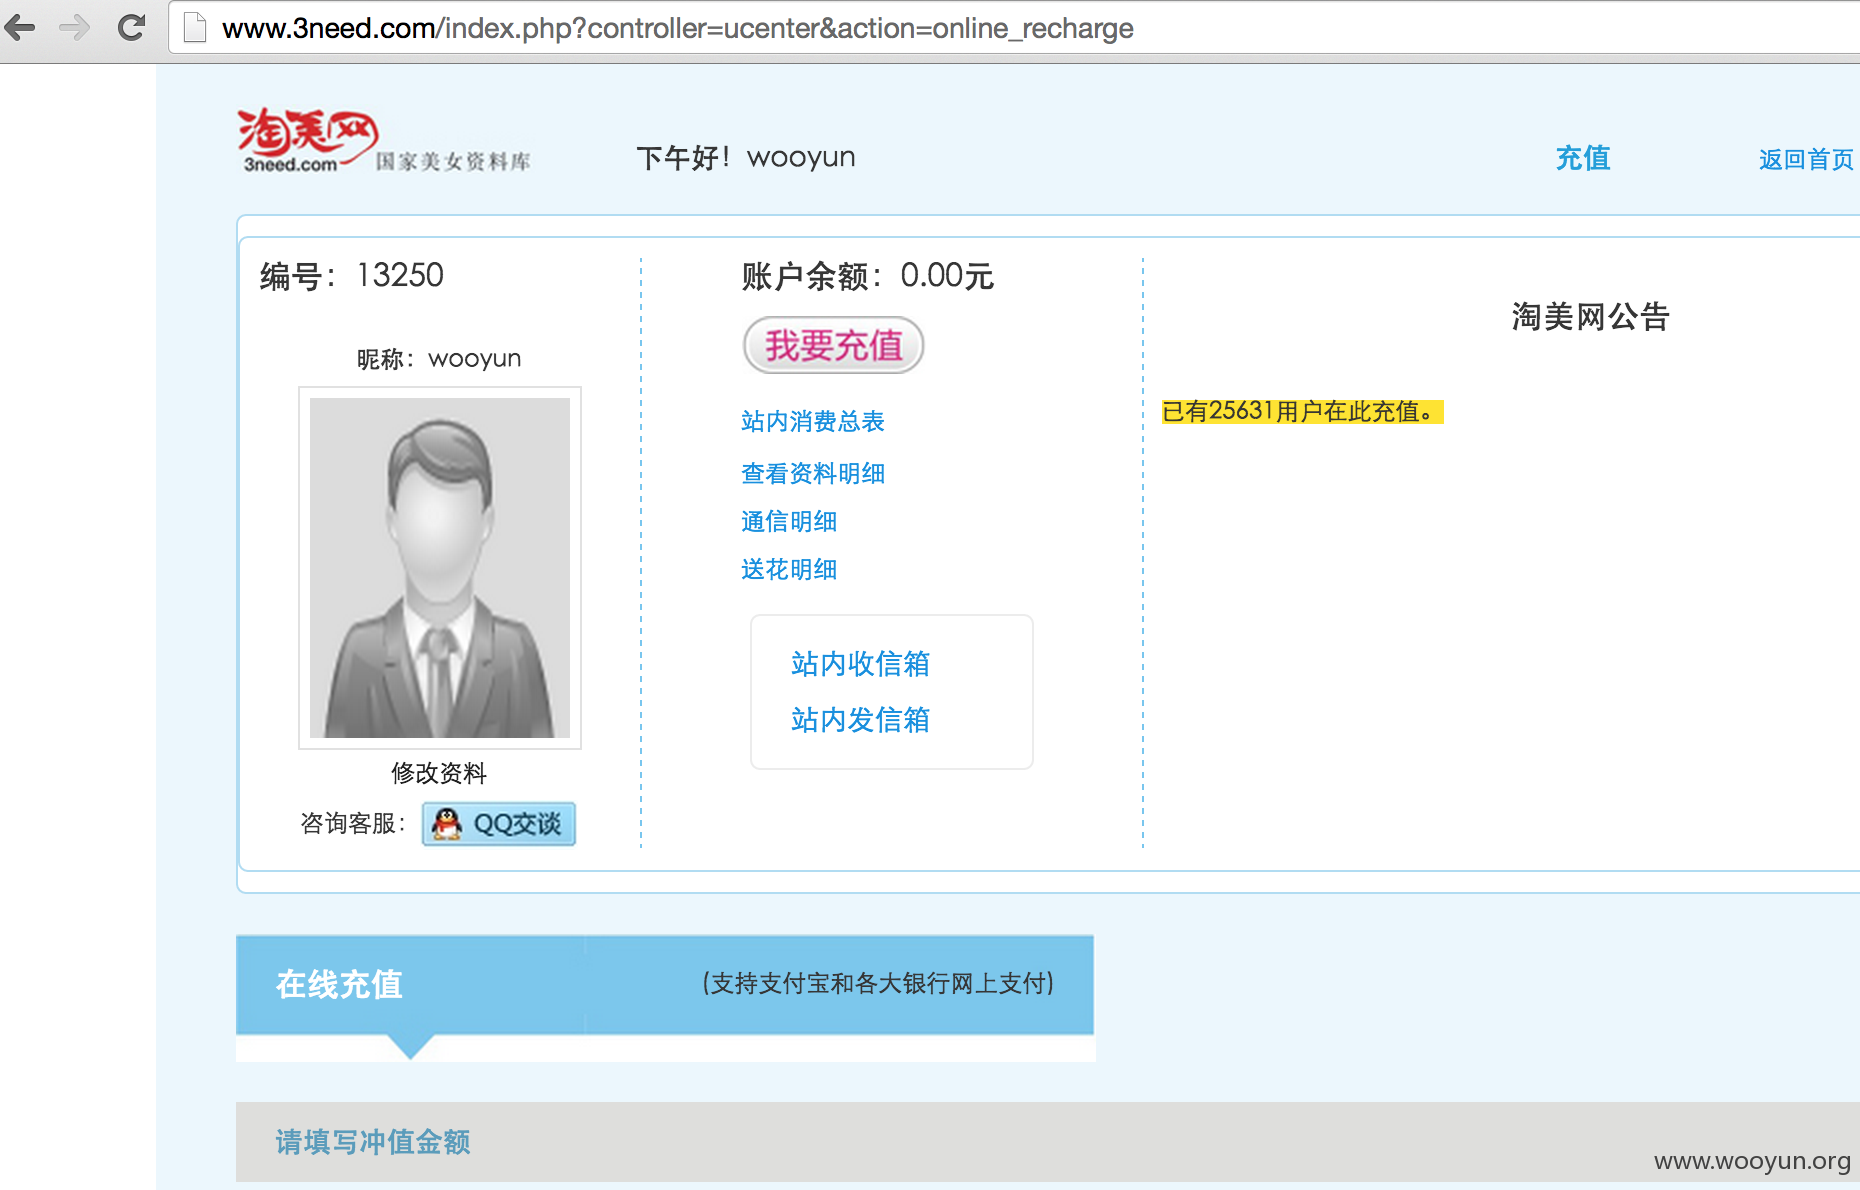 www.3need.com/index.php?controller=ucenter&action=online_recharge
淘美网
3need.com 国家美女资料库
下午好！wooyun
充值
返回首页
编号：13250
昵称：wooyun
修改资料
咨询客服：
QQ交谈
账户余额：0.00元
我要充值
站内消费总表
查看资料明细
通信明细
送花明细
站内收信箱
站内发信箱
淘美网公告
已有25631用户在此充值。
在线充值
(支持支付宝和各大银行网上支付)
请填写冲值金额
www.wooyun.org